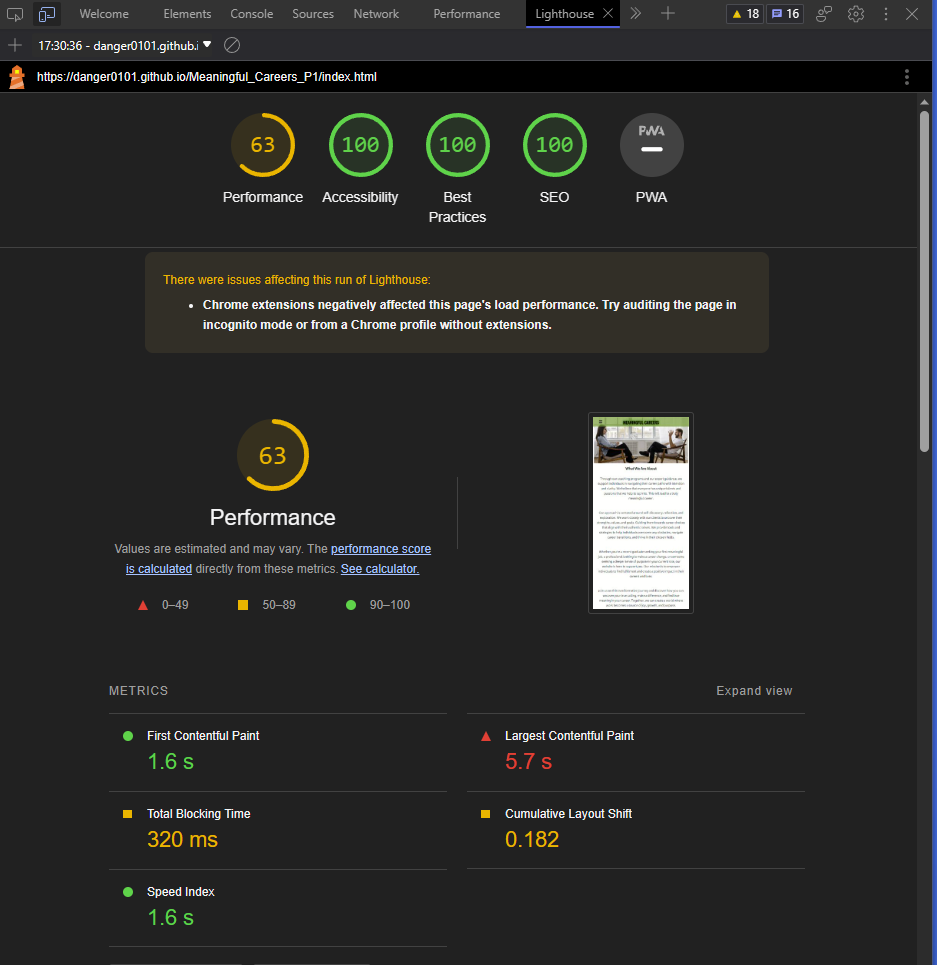 Welcome Elements Console Sources Network Performance Lighthouse 18 16
17:30:36 - danger0101.github.i
https://danger0101.github.io/Meaningful_Careers_P1/index.html
63 100 100 100 PWA
Performance Accessibility Best Practices SEO PWA
There were issues affecting this run of Lighthouse:
Chrome extensions negatively affected this page's load performance. Try auditing the page in
incognito mode or from a Chrome profile without extensions.
63
Performance
Values are estimated and may vary. The performance score
is calculated directly from these metrics. See calculator.
0–49 50–89 90–100
MEANINGFUL CAREERS
What We Are About
METRICS Expand view
First Contentful Paint
1.6 s
Largest Contentful Paint
5.7 s
Total Blocking Time
320 ms
Cumulative Layout Shift
0.182
Speed Index
1.6 s